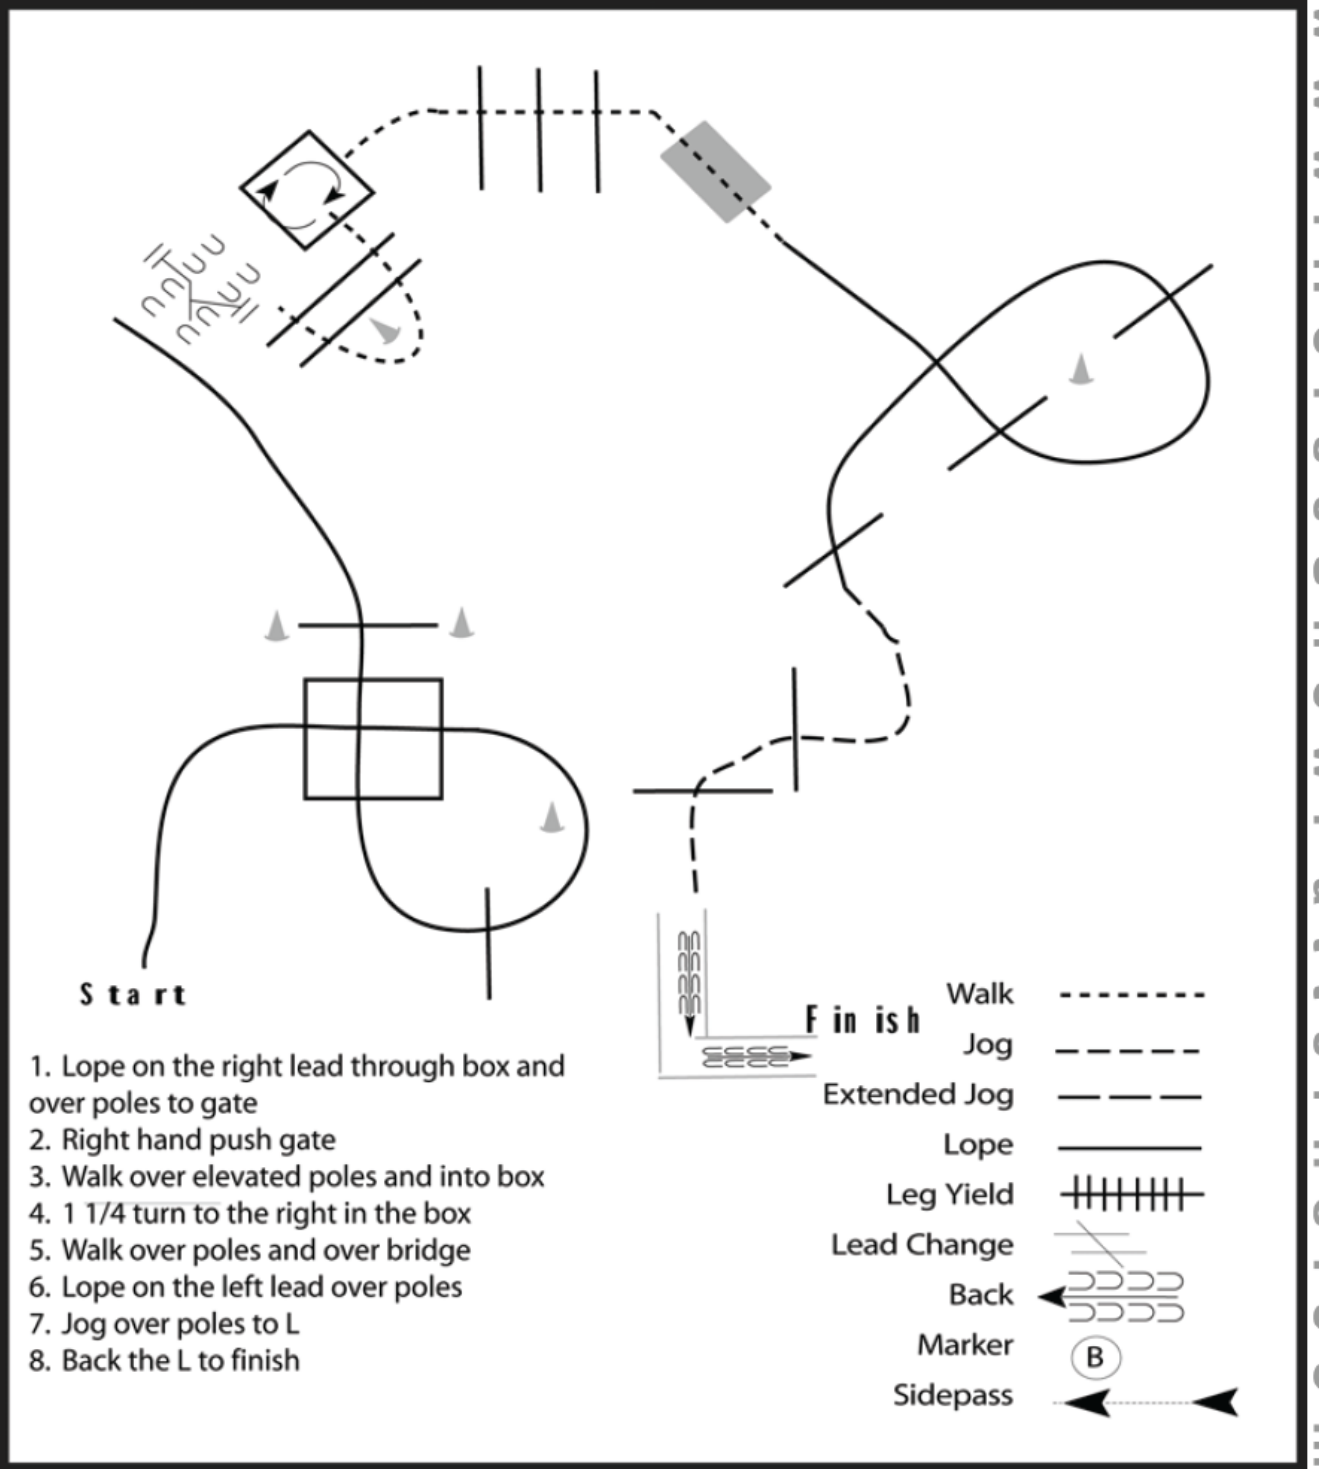 Start
Finish
1. Lope on the right lead through box and
over poles to gate
2. Right hand push gate
3. Walk over elevated poles and into box
4. 1 1/4 turn to the right in the box
5. Walk over poles and over bridge
6. Lope on the left lead over poles
7. Jog over poles to L
8. Back the L to finish
Walk
Jog
Extended Jog
Lope
Leg Yield
Lead Change
Back
Marker
B
Sidepass